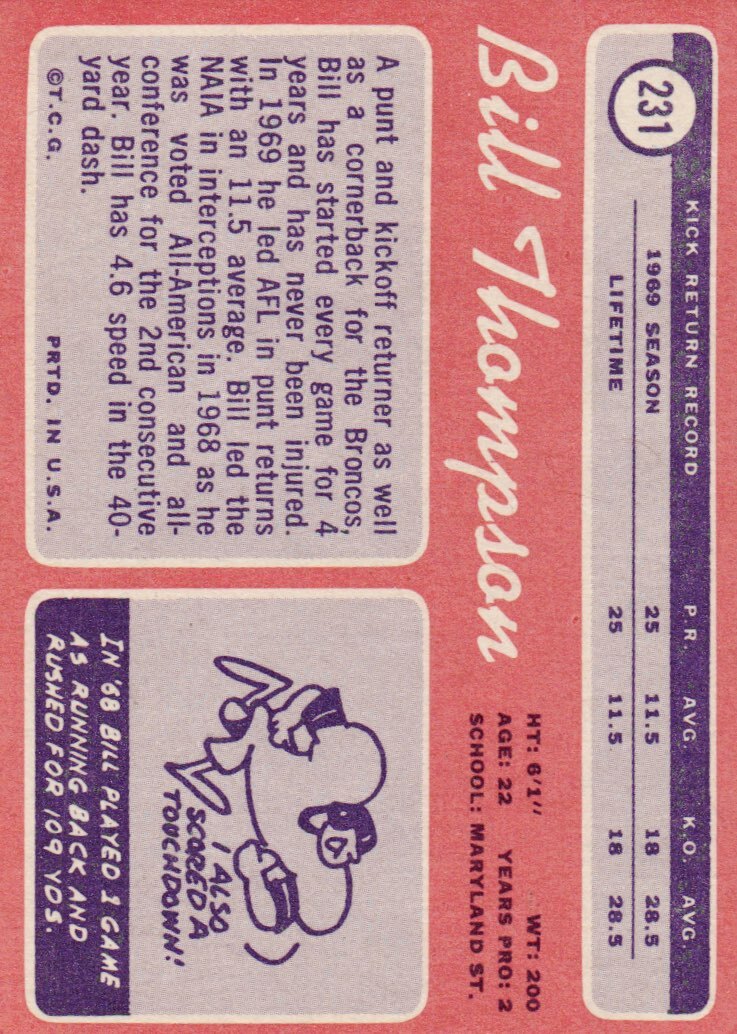 231
KICK RETURN RECORD P.R. AVG. K.O. AVG.
1969 SEASON 25 11.5 18 28.5
LIFETIME 25 11.5 18 28.5
Bill Thompson
HT: 6'1" WT: 200
AGE: 22 YEARS PRO: 2
SCHOOL: MARYLAND ST.
A punt and kickoff returner as well
as a cornerback for the Broncos,
Bill has started every game for 4
years and has never been injured.
In 1969 he led AFL in punt returns
with an 11.5 average. Bill led the
NAIA in interceptions in 1968 as he
was voted All-American and all-
conference for the 2nd consecutive
year. Bill has 4.6 speed in the 40-
yard dash.
©T.C.G. PRTD. IN U.S.A.
I ALSO
SCORED A
TOUCHDOWN!
IN '68 BILL PLAYED 1 GAME
AS RUNNING BACK AND
RUSHED FOR 109 YDS.